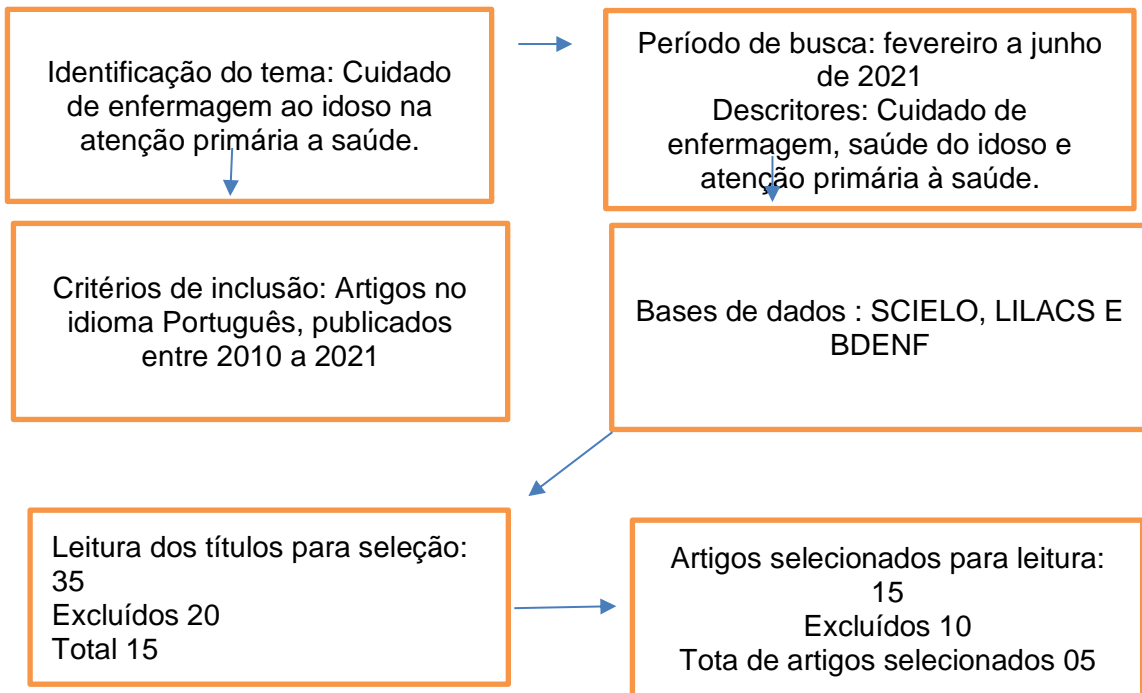 Identificação do tema: Cuidado
de enfermagem ao idoso na
atenção primária a saúde.
Período de busca: fevereiro a junho
de 2021
Descritores: Cuidado de
enfermagem, saúde do idoso e
atenção primária à saúde.
Critérios de inclusão: Artigos no
idioma Português, publicados
entre 2010 a 2021
Bases de dados : SCIELO, LILACS E
BDENF
Leitura dos títulos para seleção:
35
Excluídos 20
Total 15
Artigos selecionados para leitura:
15
Excluídos 10
Tota de artigos selecionados 05